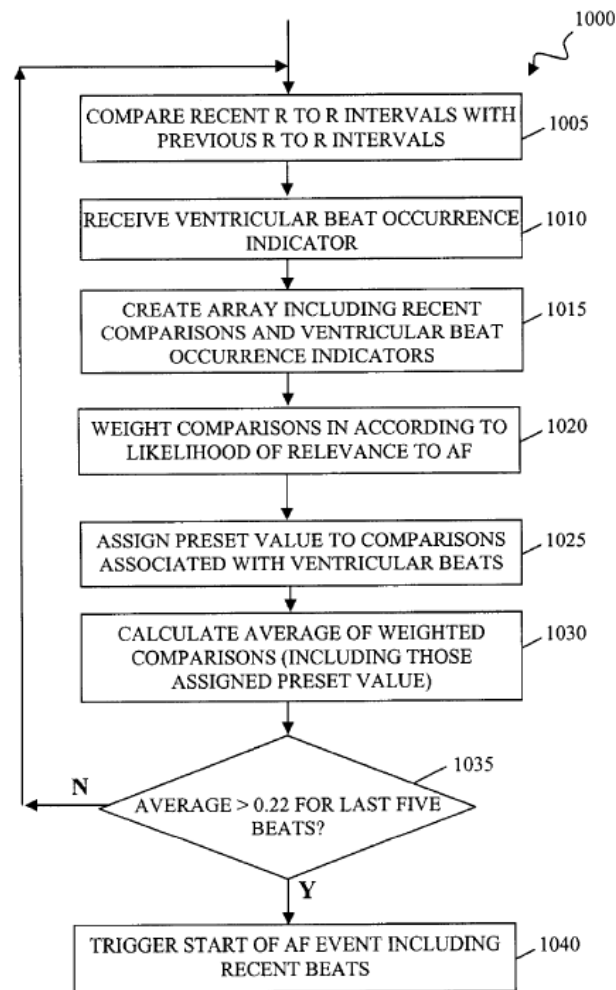 1000
COMPARE RECENT R TO R INTERVALS WITH
PREVIOUS R TO R INTERVALS
1005
RECEIVE VENTRICULAR BEAT OCCURRENCE
INDICATOR
1010
CREATE ARRAY INCLUDING RECENT
COMPARISONS AND VENTRICULAR BEAT
OCCURRENCE INDICATORS
1015
WEIGHT COMPARISONS IN ACCORDING TO
LIKELIHOOD OF RELEVANCE TO AF
1020
ASSIGN PRESET VALUE TO COMPARISONS
ASSOCIATED WITH VENTRICULAR BEATS
1025
CALCULATE AVERAGE OF WEIGHTED
COMPARISONS (INCLUDING THOSE
ASSIGNED PRESET VALUE)
1030
1035
N
AVERAGE > 0.22 FOR LAST FIVE
BEATS?
Y
TRIGGER START OF AF EVENT INCLUDING
RECENT BEATS
1040